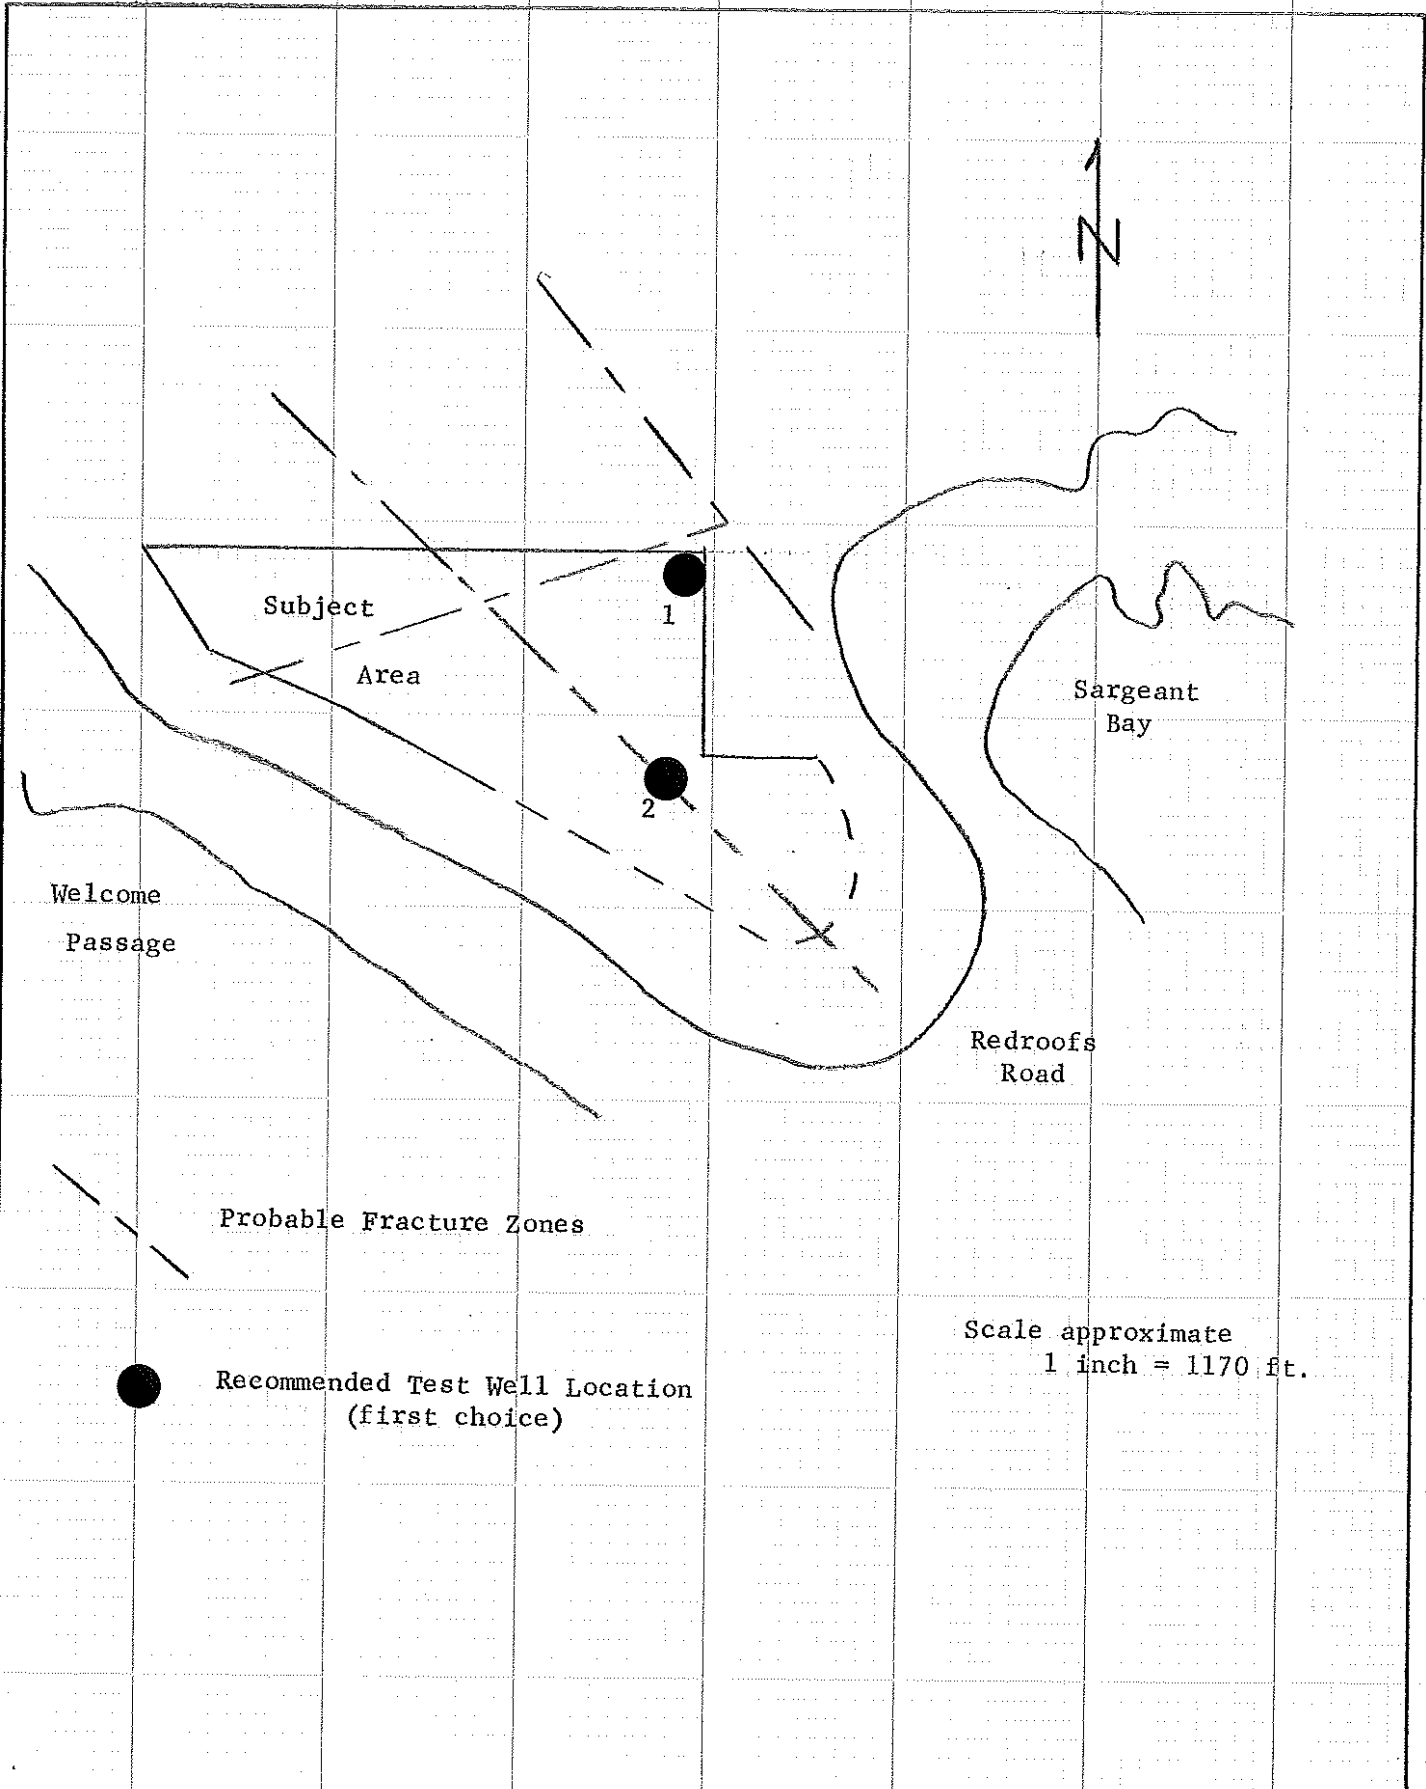 N
Subject
1
Area
Sargeant
Bay
2
Welcome
Passage
Redroofs
Road
Probable Fracture Zones
Scale approximate
1 inch = 1170 ft.
Recommended Test Well Location
(first choice)